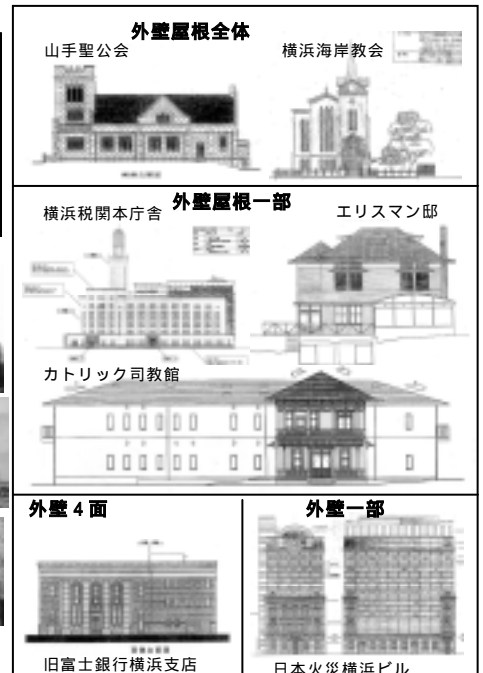 外壁屋根全体
山手聖公会
横浜海岸教会
外壁屋根一部
横浜税関本庁舎
エリスマン邸
カトリック司教館
外壁４面
外壁一部
旧富士銀行横浜支店
日本火災横浜ビル